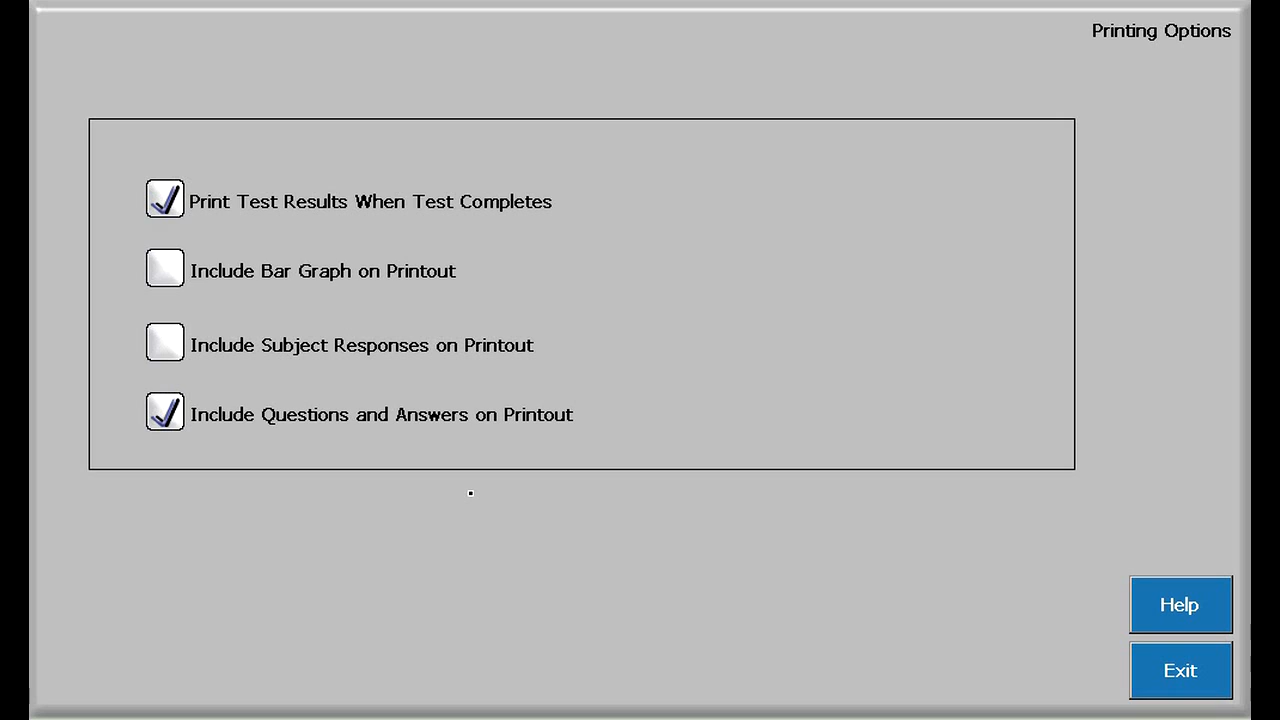 Printing Options
Print Test Results When Test Completes
Include Bar Graph on Printout
Include Subject Responses on Printout
Include Questions and Answers on Printout
Help
Exit